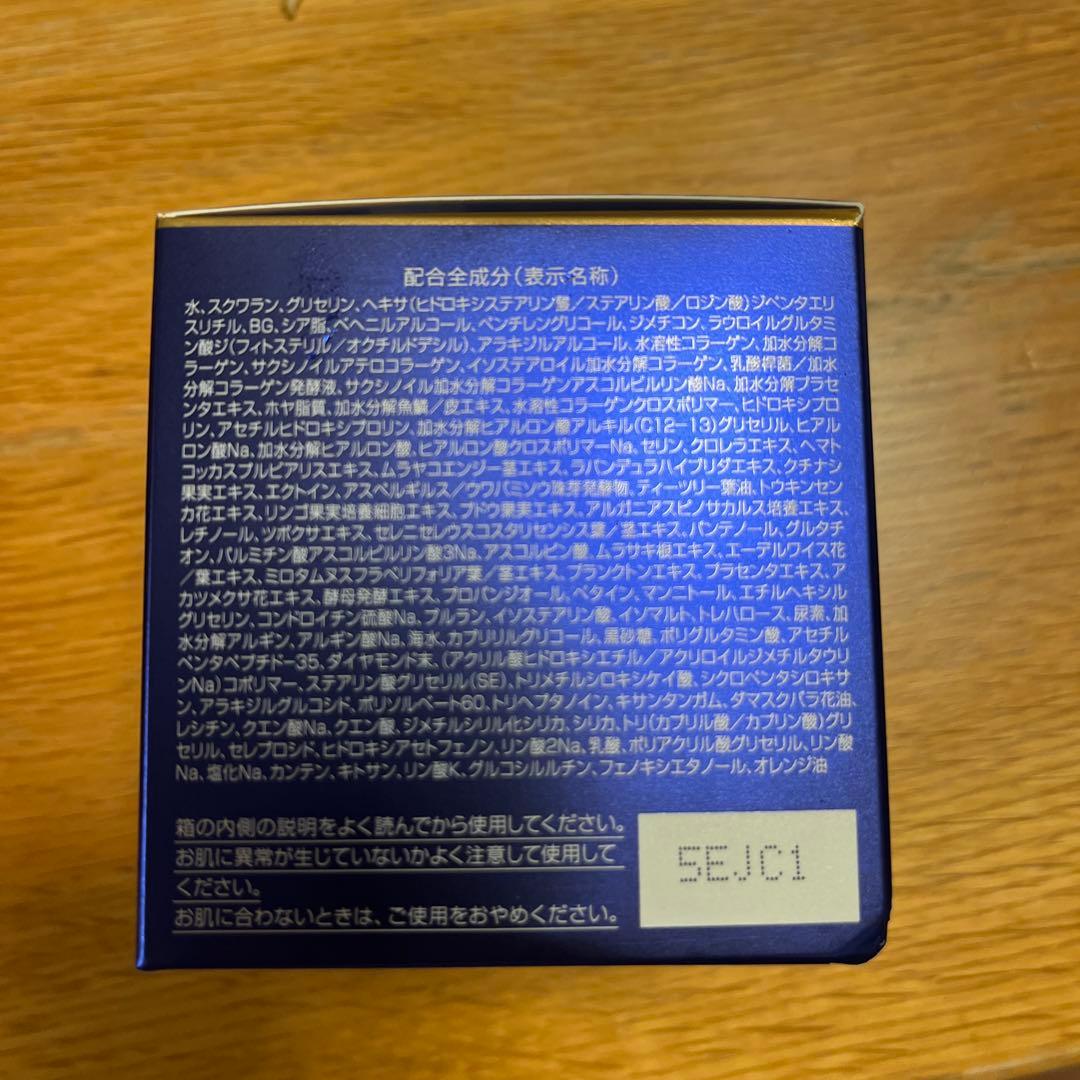 配合全成分（表示名称）
水、スクワラン、グリセリン、ヘキサ（ヒドロキシステアリン酸／ステアリン酸／ロジン酸）ジペンタエリ
スリチル、BG、シア脂、ベヘニルアルコール、ペンチレングリコール、ジメチコン、ラウロイルグルタミ
ン酸ジ（フィトステリル／オクチルドデシル）、アラキジルアルコール、水溶性コラーゲン、加水分解コ
ラーゲン、サクシノイルアテロコラーゲン、イソステアロイル加水分解コラーゲン、乳酸桿菌／加水
分解コラーゲン発酵液、サクシノイル加水分解コラーゲンアスコルビルリン酸Na、加水分解プラセ
ンタエキス、ホヤ脂質、加水分解魚鱗／皮エキス、水溶性コラーゲンクロスポリマー、ヒドロキシプロ
リン、アセチルヒドロキシプロリン、加水分解ヒアルロン酸アルキル（C12-13）グリセリル、ヒアル
ロン酸Na、加水分解ヒアルロン酸、ヒアルロン酸クロスポリマーNa、セリン、クロレラエキス、ヘマト
コッカスプルビアリスエキス、ムラヤコエンジー葉エキス、ラバンデュラハイブリダエキス、クチナシ
果実エキス、エクトイン、アスペルギルス／ウワバミソウ珠芽発酵物、ティーツリー葉油、トウキンセン
カ花エキス、リンゴ果実培養細胞エキス、ブドウ果実エキス、アルガニアスピノサカルス培養エキス、
レチノール、ツボクサエキス、セレニセレウスコスタリセンシス葉／茎エキス、パンテノール、グルタチ
オン、パルミチン酸アスコルビルリン酸3Na、アスコルビン酸、ムラサキ根エキス、エーデルワイス花
／葉エキス、ミロタムヌスフラベリフォリア葉／茎エキス、プランクトンエキス、プラセンタエキス、ア
カツメクサ花エキス、酵母発酵エキス、プロパンジオール、ベタイン、マンニトール、エチルヘキシル
グリセリン、コンドロイチン硫酸Na、プルラン、イソステアリン酸、イソマルト、トレハロース、尿素、加
水分解アルギン、アルギン酸Na、海水、カプリリルグリコール、黒砂糖、ポリグルタミン酸、アセチル
ペンタペプチド-35、ダイヤモンド末、（アクリル酸ヒドロキシエチル／アクリロイルジメチルタウリ
ンNa）コポリマー、ステアリン酸グリセリル（SE）、トリメチルシロキシケイ酸、シクロペンタシロキサ
ン、アラキジルグルコシド、ポリソルベート60、トリヘプタノイン、キサンタンガム、ダマスクバラ花油、
レシチン、クエン酸Na、クエン酸、ジメチルシリル化シリカ、シリカ、トリ（カプリル酸／カプリン酸）グリ
セリル、セレブロシド、ヒドロキシアセトフェノン、リン酸2Na、乳酸、ポリアクリル酸グリセリル、リン酸
Na、塩化Na、カンテン、キトサン、リン酸K、グルコシルルチン、フェノキシエタノール、オレンジ油
箱の内側の説明をよく読んでから使用してください。
お肌に異常が生じていないかよく注意して使用して
ください。
お肌に合わないときは、ご使用をおやめください。
5EJC1